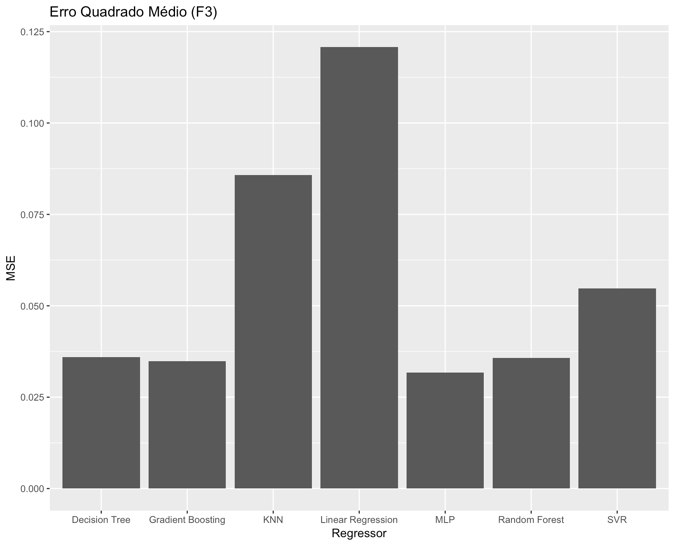 Erro Quadrado Médio (F3)
0.125
0.100
0.075
0.050
0.025
0.000
MSE
Decision Tree Gradient Boosting KNN Linear Regression MLP Random Forest SVR
Regressor